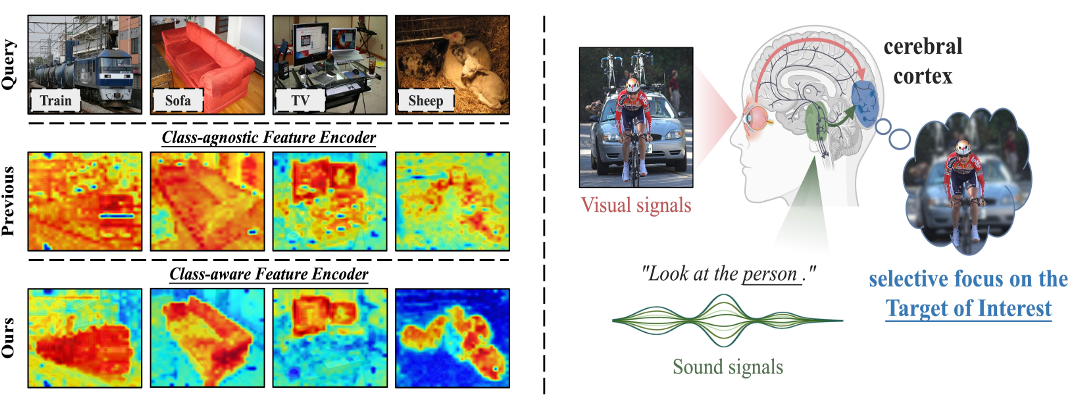 Query
Train
Sofa
TV
Sheep
Class-agnostic Feature Encoder
Previous
Class-aware Feature Encoder
Ours
cerebral
cortex
Visual signals
"Look at the person ."
Sound signals
selective focus on the
Target of Interest